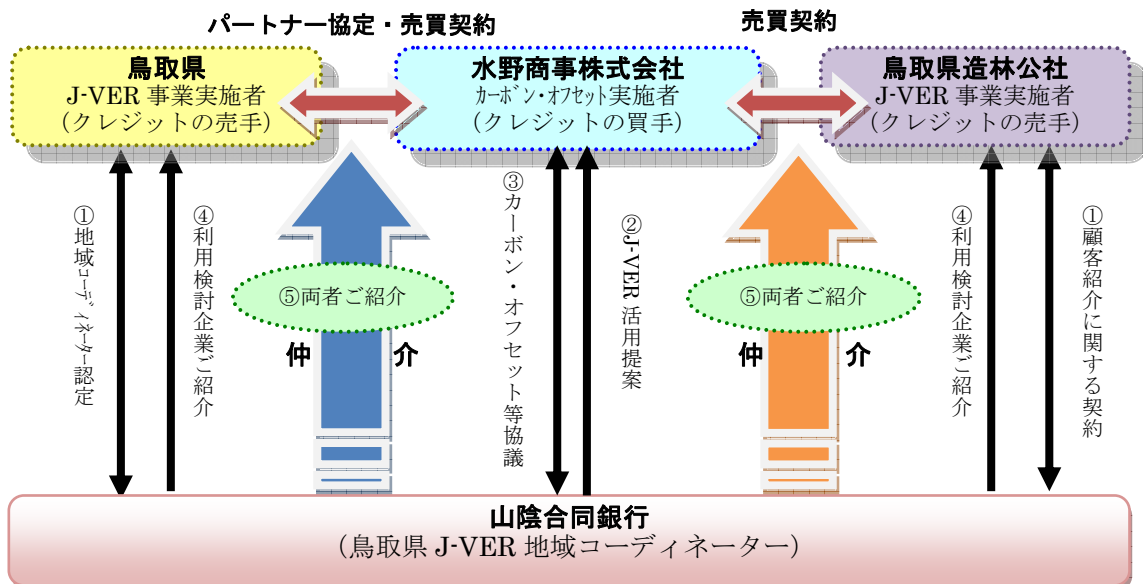 パートナー協定・売買契約
売買契約
鳥取県
J-VER 事業実施者
(クレジットの売手)
水野商事株式会社
カーボン・オフセット実施者
(クレジットの買手)
鳥取県造林公社
J-VER 事業実施者
(クレジットの売手)
①地域コーディネーター認定
④利用検討企業ご紹介
⑤両者ご紹介
仲 介
③カーボン・オフセット等協議
②J-VER 活用提案
⑤両者ご紹介
仲 介
④利用検討企業ご紹介
①顧客紹介に関する契約
山陰合同銀行
(鳥取県 J-VER 地域コーディネーター)